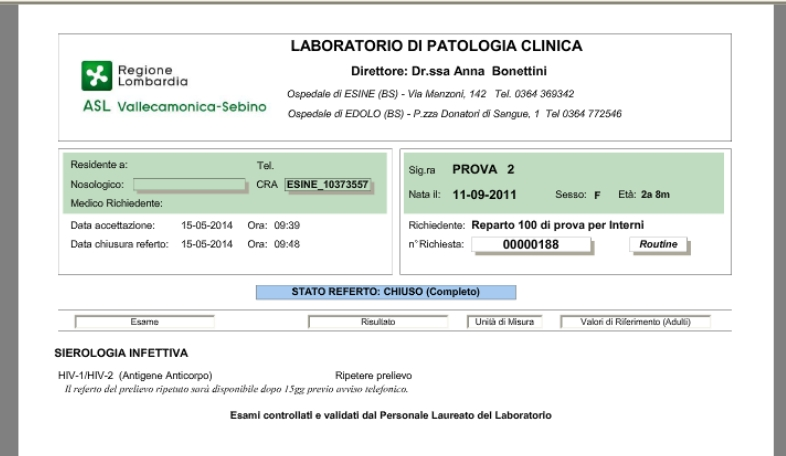 LABORATORIO DI PATOLOGIA CLINICA
Regione
Lombardia
ASL Vallecamonica-Sebino
Direttore: Dr.ssa Anna Bonettini
Ospedale di ESINE (BS) - Via Manzoni, 142 Tel. 0364 369342
Ospedale di EDOLO (BS) - P.zza Donatori di Sangue, 1 Tel 0364 772546
Residente a: Tel.
Nosologico: CRA ESINE_10373557
Medico Richiedente:
Data accettazione: 15-05-2014 Ora: 09:39
Data chiusura referto: 15-05-2014 Ora: 09:48
Sig.ra PROVA 2
Nata il: 11-09-2011 Sesso: F Età: 2a 8m
Richiedente: Reparto 100 di prova per Interni
n°Richiesta: 00000188 Routine
STATO REFERTO: CHIUSO (Completo)
Esame Risultato Unità di Misura Valori di Riferimento (Adulti)
SIEROLOGIA INFETTIVA
HIV-1/HIV-2 (Antigene Anticorpo) Ripetere prelievo
Il referto del prelievo ripetuto sarà disponibile dopo 15gg previo avviso telefonico.
Esami controllati e validati dal Personale Laureato del Laboratorio